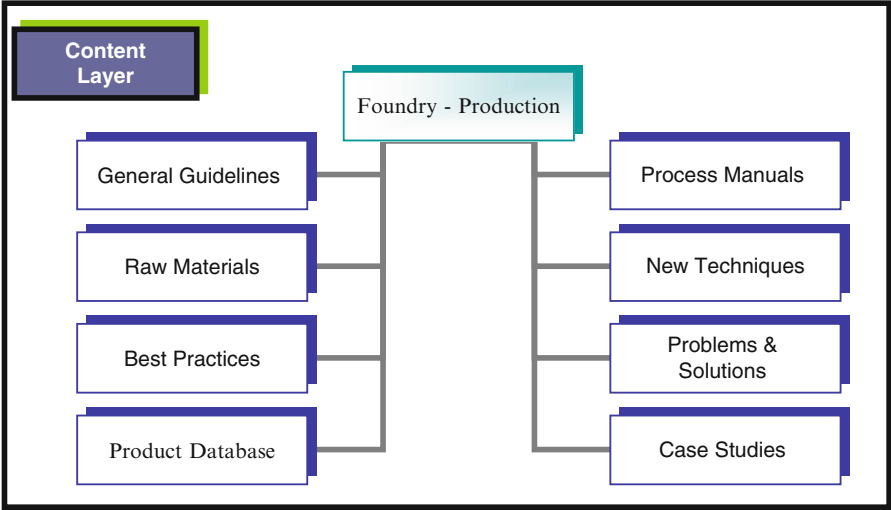 Content
Layer
Foundry - Production
General Guidelines
Raw Materials
Best Practices
Product Database
Process Manuals
New Techniques
Problems &
Solutions
Case Studies